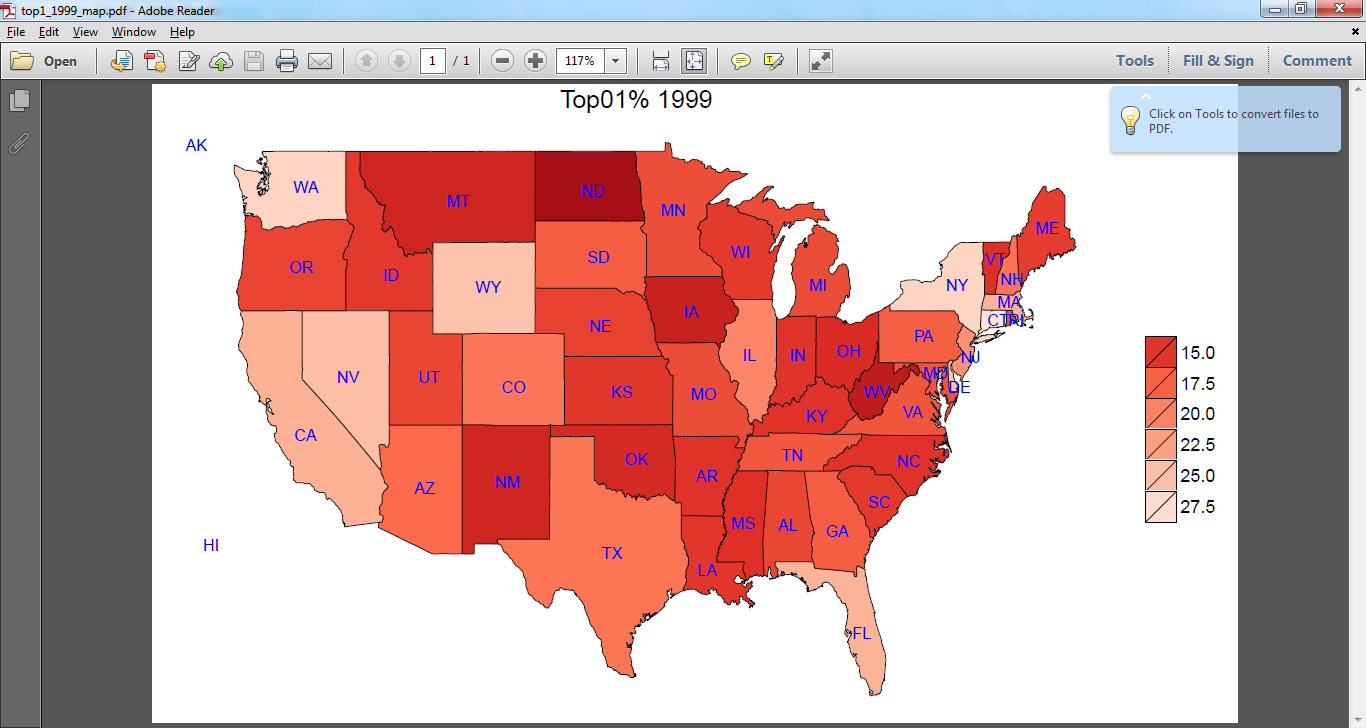 top1_1999_map.pdf - Adobe Reader
File Edit View Window Help
Open 1 / 1 117% Tools Fill & Sign Comment
Click on Tools to convert files to
PDF.
Top01% 1999
AK
WA MT ND MN
OR ID WY SD WI MI NY VT NH ME
MA
CT RI
NV UT CO NE IA IL IN OH PA NJ
MD DE
CA KS MO KY WV VA
AZ NM OK AR TN NC
TX LA MS AL GA SC
HI
FL
15.0
17.5
20.0
22.5
25.0
27.5